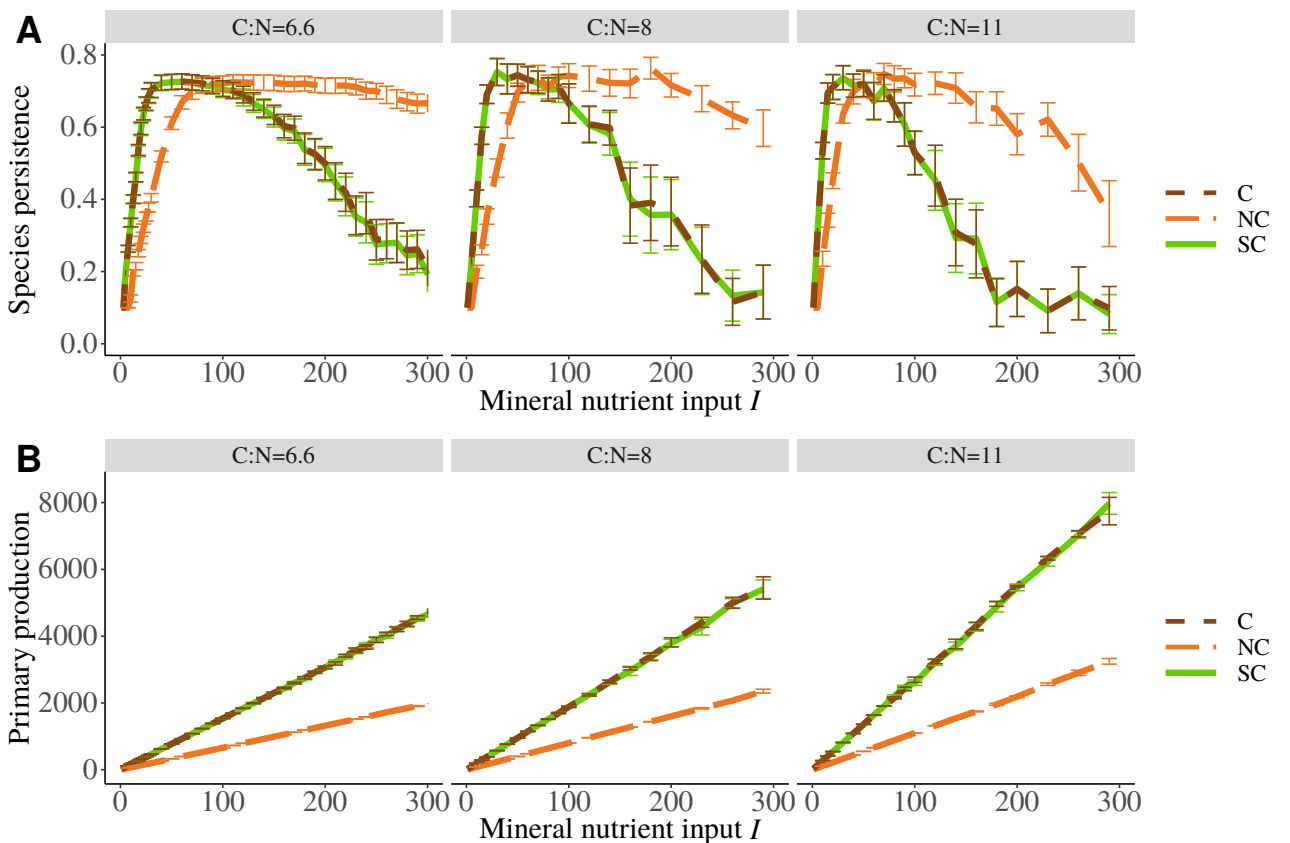 A
C:N=6.6 C:N=8 C:N=11
Species persistence
0.8
0.6
0.4
0.2
0.0
0 100 200 300 0 100 200 300 0 100 200 300
Mineral nutrient input I
C
NC
SC
B
C:N=6.6 C:N=8 C:N=11
Primary production
8000
6000
4000
2000
0
0 100 200 300 0 100 200 300 0 100 200 300
Mineral nutrient input I
C
NC
SC